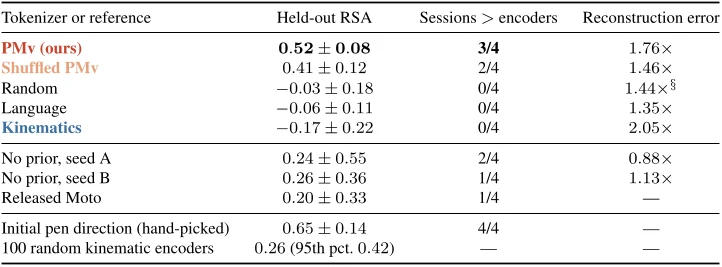 Tokenizer or reference Held-out RSA Sessions > encoders Reconstruction error
PMv (ours) 0.52 ± 0.08 3/4 1.76×
Shuffled PMv 0.41 ± 0.12 2/4 1.46×
Random −0.03 ± 0.18 0/4 1.44×§
Language −0.06 ± 0.11 0/4 1.35×
Kinematics −0.17 ± 0.22 0/4 2.05×
No prior, seed A 0.24 ± 0.55 2/4 0.88×
No prior, seed B 0.26 ± 0.36 1/4 1.13×
Released Moto 0.20 ± 0.33 1/4 —
Initial pen direction (hand-picked) 0.65 ± 0.14 4/4 —
100 random kinematic encoders 0.26 (95th pct. 0.42) — —